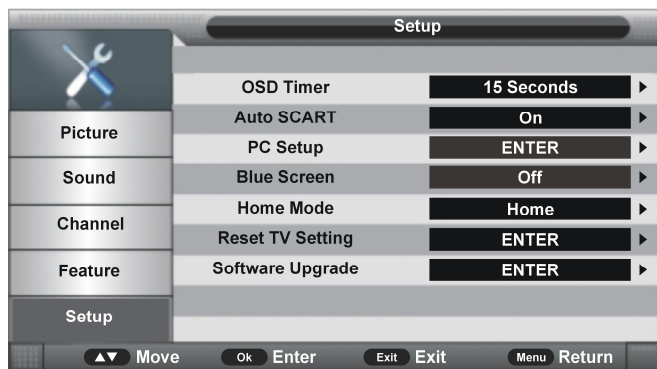 Setup
OSD Timer 15 Seconds
Auto SCART On
PC Setup ENTER
Blue Screen Off
Home Mode Home
Reset TV Setting ENTER
Software Upgrade ENTER
Picture
Sound
Channel
Feature
Setup
▲▼ Move Ok Enter Exit Exit Menu Return